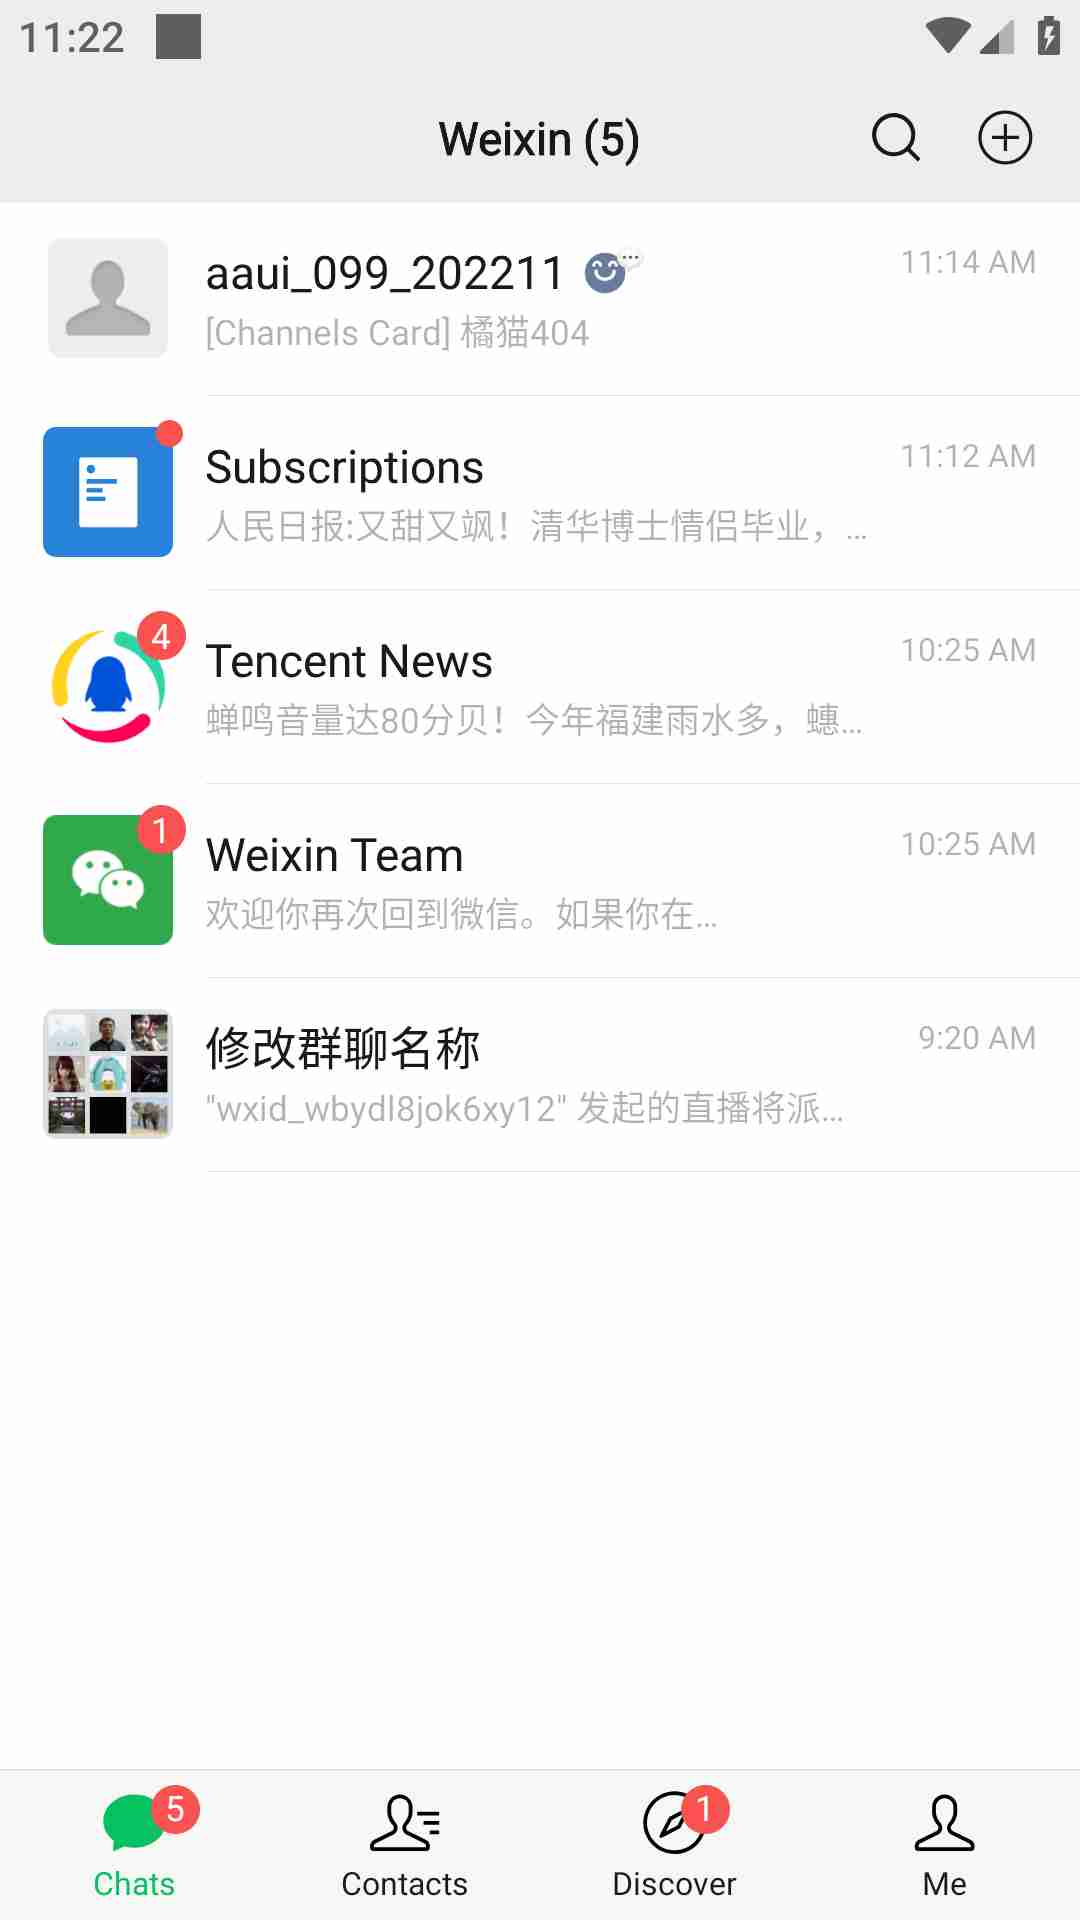 11:22
Weixin (5)
aaui_099_202211
11:14 AM
[Channels Card] 橘猫404
Subscriptions
11:12 AM
人民日报:又甜又飒！清华博士情侣毕业，...
4
Tencent News
10:25 AM
蝉鸣音量达80分贝！今年福建雨水多，蟪...
1
Weixin Team
10:25 AM
欢迎你再次回到微信。如果你在...
修改群聊名称
9:20 AM
"wxid_wbydl8jok6xy12" 发起的直播将派...
5
1
Chats
Contacts
Discover
Me